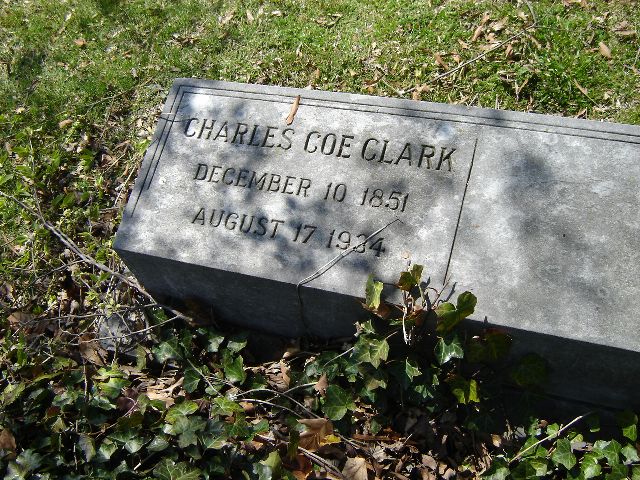 CHARLES COE CLARK
DECEMBER 10 1851
AUGUST 17 1934